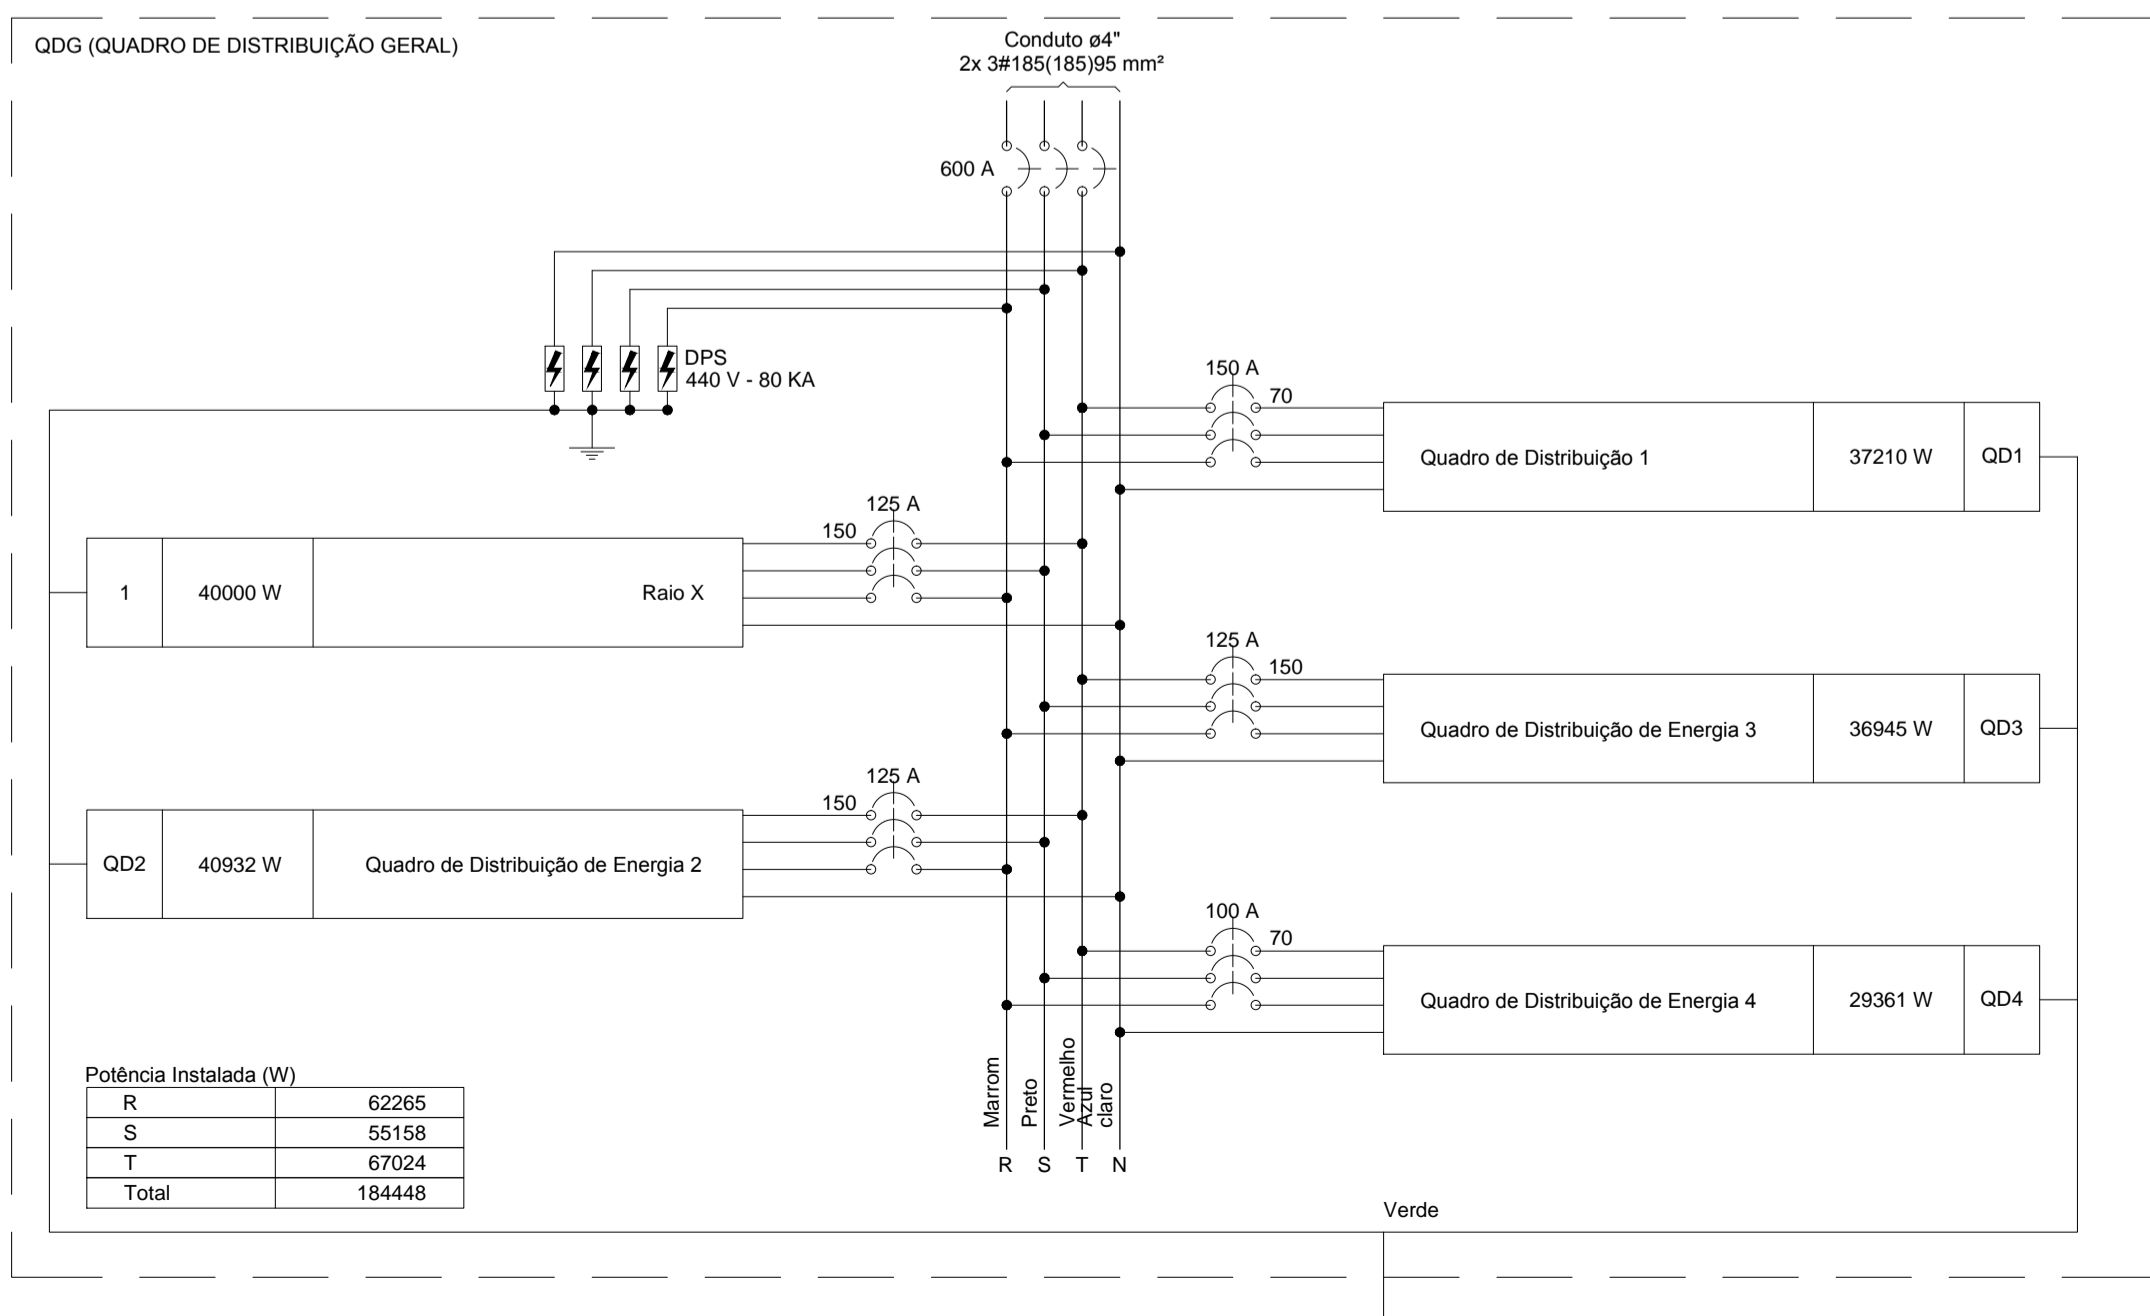 QDG (QUADRO DE DISTRIBUIÇÃO GERAL)
Conduto ø4"
2x 3#185(185)95 mm²
600 A
DPS
440 V - 80 KA
150 A
70
Quadro de Distribuição 1
37210 W
QD1
125 A
150
1
40000 W
Raio X
125 A
150
Quadro de Distribuição de Energia 3
36945 W
QD3
125 A
150
QD2
40932 W
Quadro de Distribuição de Energia 2
100 A
70
Quadro de Distribuição de Energia 4
29361 W
QD4
Marrom
Preto
Vermelho
Azul
claro
R S T N
Potência Instalada (W)
R 62265
S 55158
T 67024
Total 184448
Verde